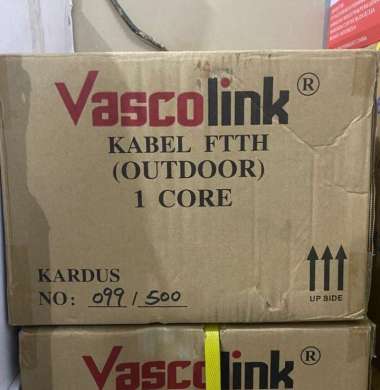 Vascolink®
KABEL FTTH
(OUTDOOR)
1 CORE
KARDUS
NO: 099 / 500
UP SIDE
Vascolink®